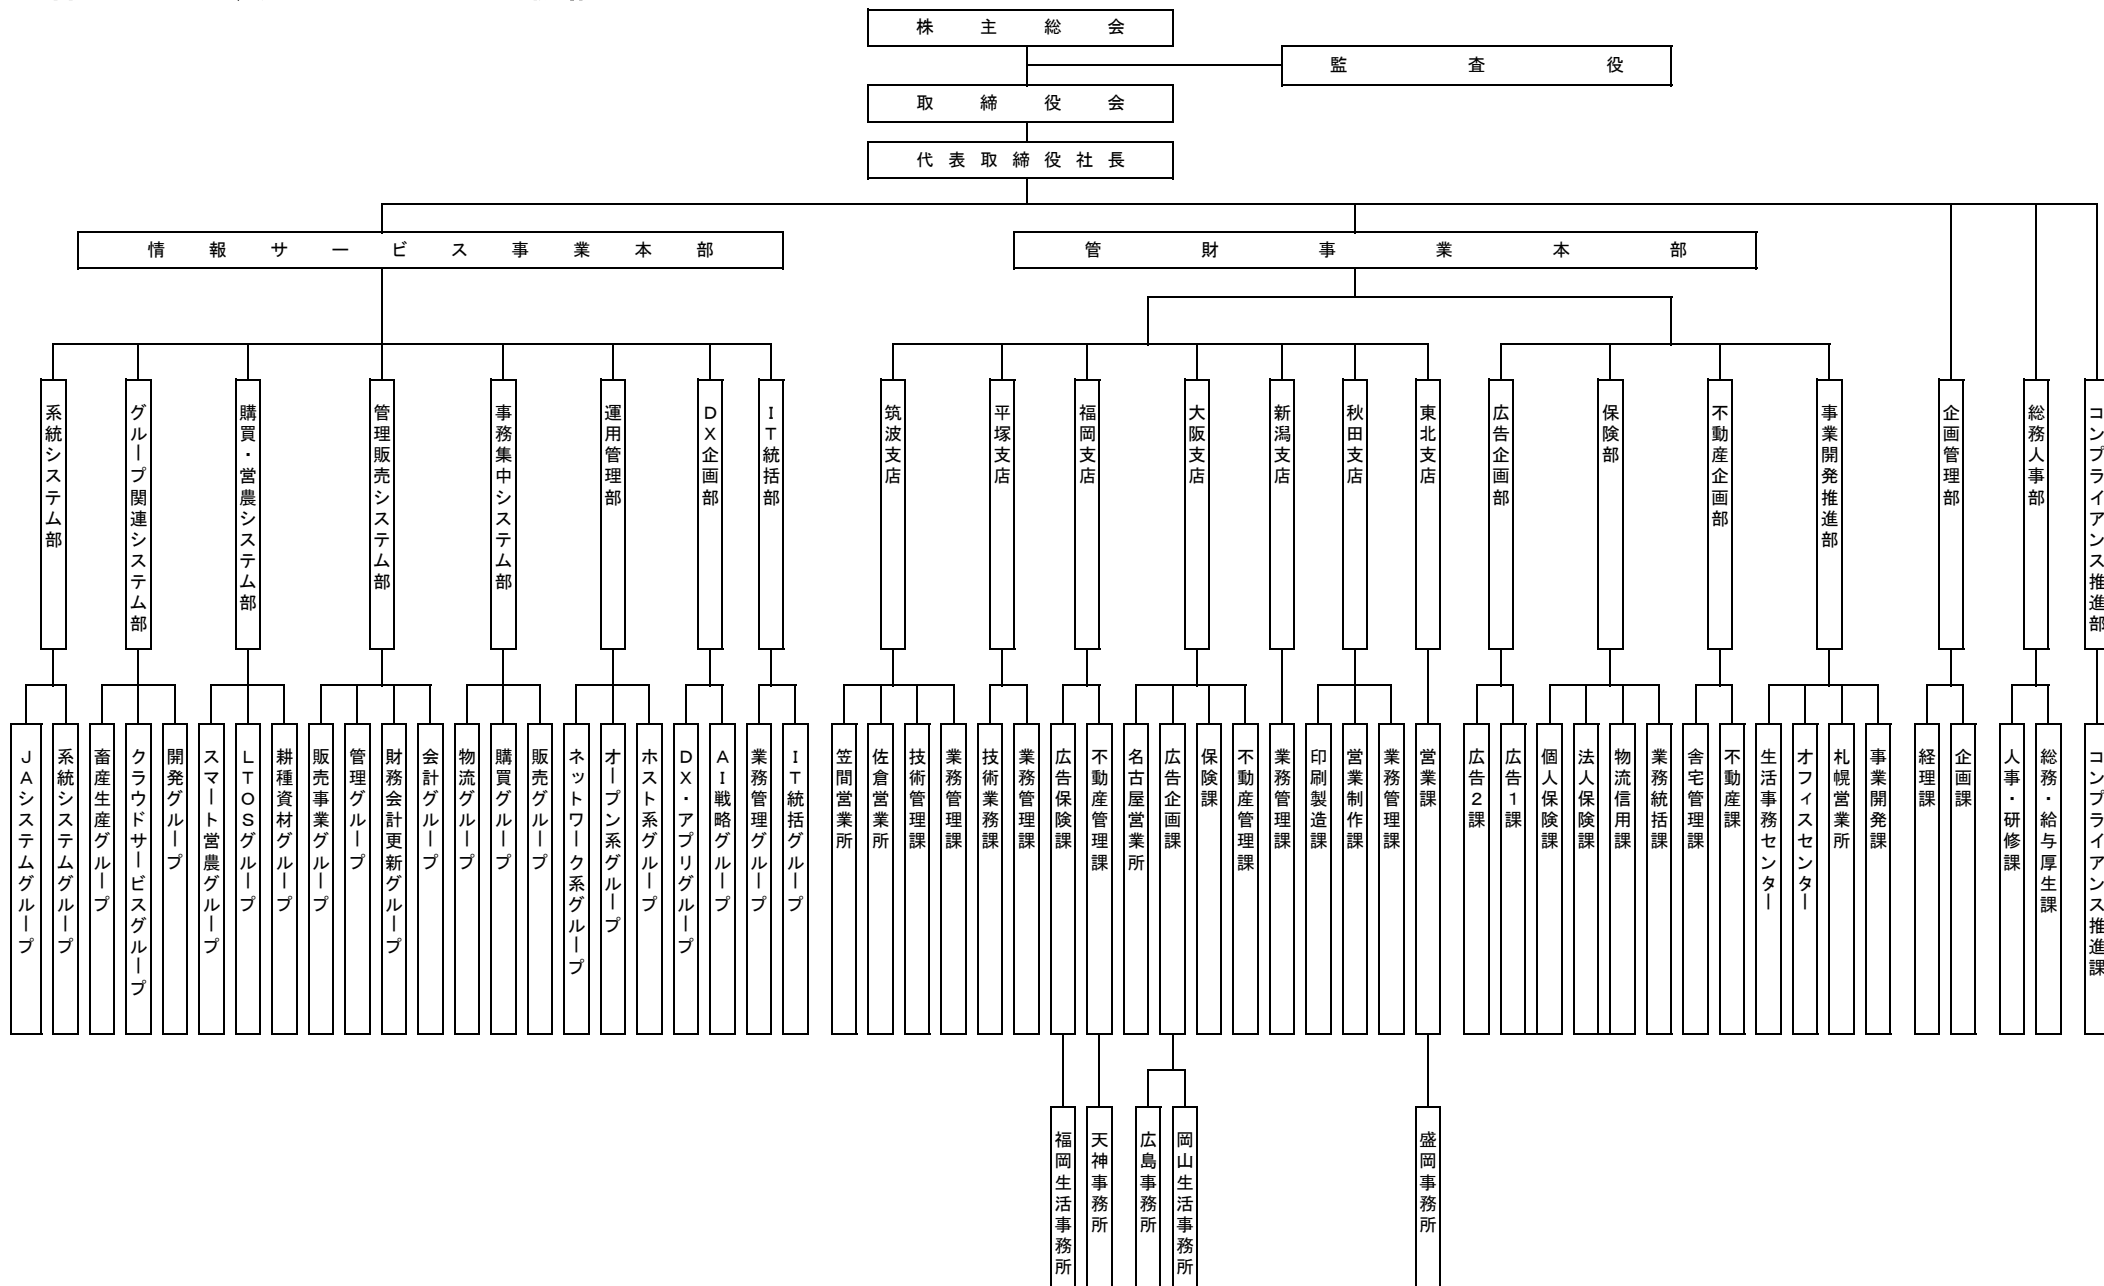 株主総会
監査役
取締役会
代表取締役社長
情報サービス事業本部
管財事業本部
系統システム部
グループ関連システム部
購買・営農システム部
管理販売システム部
事務集中システム部
運用管理部
DX企画部
IT統括部
筑波支店
平塚支店
福岡支店
大阪支店
新潟支店
秋田支店
東北支店
広告企画部
保険部
不動産企画部
事業開発推進部
企画管理部
総務人事部
コンプライアンス推進部
JAシステムグループ
系統システムグループ
畜産生産グループ
クラウドサービスグループ
開発グループ
スマート営農グループ
LTOSグループ
耕種資材グループ
販売事業グループ
管理グループ
財務会計更新グループ
会計グループ
物流グループ
購買グループ
販売グループ
ネットワーク系グループ
オープン系グループ
ホスト系グループ
DX・アプリグループ
AI戦略グループ
業務管理グループ
IT統括グループ
笠間営業所
佐倉営業所
技術管理課
業務管理課
技術業務課
業務管理課
広告保険課
不動産管理課
名古屋営業所
広告企画課
保険課
不動産管理課
業務管理課
印刷製造課
営業制作課
業務管理課
営業課
広告2課
広告1課
個人保険課
法人保険課
物流信用課
業務統括課
舎宅管理課
不動産課
生活事務センター
オフィスセンター
札幌営業所
事業開発課
経理課
企画課
人事・研修課
総務・給与厚生課
コンプライアンス推進課
福岡生活事務所
天神事務所
広島事務所
岡山生活事務所
盛岡事務所